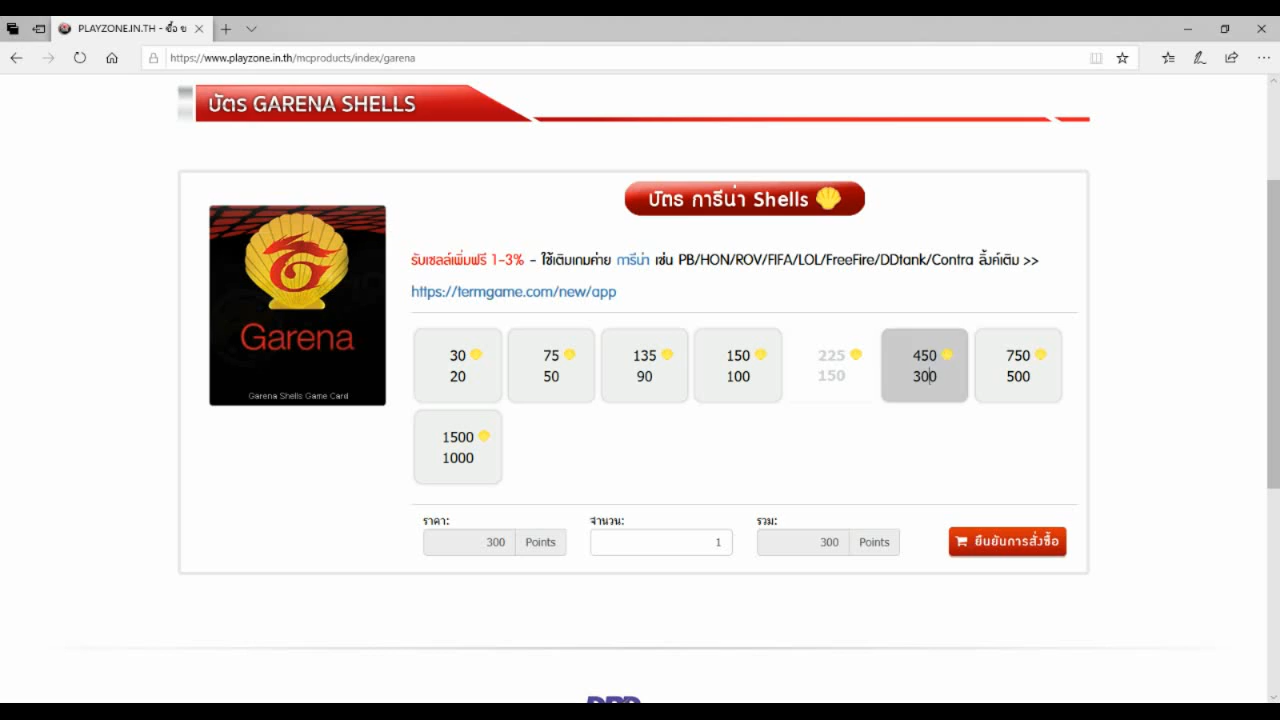 PLAYZONE.IN.TH - ซื้อ ข
https://www.playzone.in.th/mcproducts/index/garena
บัตร GARENA SHELLS
บัตร การีน่า Shells
Garena
Garena Shells Game Card
รับเชลล์เพิ่มฟรี 1-3% - ใช้เติมเกมค่าย การีน่า เช่น PB/HON/ROV/FIFA/LOL/FreeFire/DDtank/Contra ลิ้งค์เติม >>
https://termgame.com/new/app
30 75 135 150 225 450 750
20 50 90 100 150 300 500
1500
1000
ราคา: จำนวน: รวม:
300 Points 1 300 Points ยืนยันการสั่งซื้อ